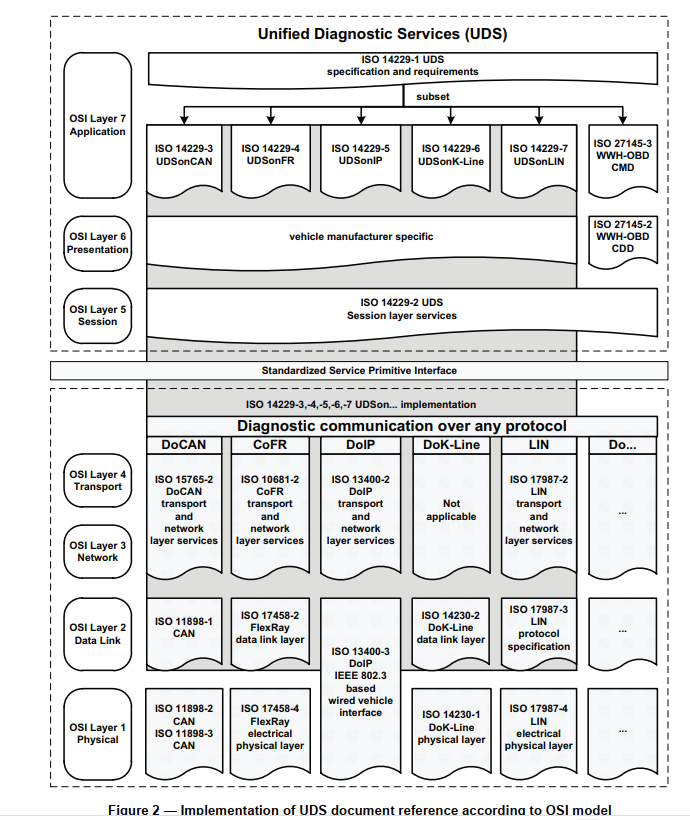 Unified Diagnostic Services (UDS)
ISO 14229-1 UDS
specification and requirements
subset
OSI Layer 7
Application
ISO 14229-3
UDSonCAN
ISO 14229-4
UDSonFR
ISO 14229-5
UDSonIP
ISO 14229-6
UDSonK-Line
ISO 14229-7
UDSonLIN
ISO 27145-3
WWH-OBD
CMD
OSI Layer 6
Presentation
vehicle manufacturer specific
ISO 27145-2
WWH-OBD
CDD
OSI Layer 5
Session
ISO 14229-2 UDS
Session layer services
Standardized Service Primitive Interface
ISO 14229-3,-4,-5,-6,-7 UDSon... implementation
Diagnostic communication over any protocol
DoCAN
CoFR
DoIP
DoK-Line
LIN
Do...
OSI Layer 4
Transport
OSI Layer 3
Network
ISO 15765-2
DoCAN
transport
and
network
layer services
ISO 10681-2
CoFR
transport
and
network
layer services
ISO 13400-2
DoIP
transport
and
network
layer services
Not
applicable
ISO 17987-2
LIN
transport
and
network
layer services
...
OSI Layer 2
Data Link
ISO 11898-1
CAN
ISO 17458-2
FlexRay
data link layer
ISO 13400-3
DoIP
IEEE 802.3
based
wired vehicle
interface
ISO 14230-2
DoK-Line
data link layer
ISO 17987-3
LIN
protocol
specification
...
OSI Layer 1
Physical
ISO 11898-2
CAN
ISO 11898-3
CAN
ISO 17458-4
FlexRay
electrical
physical layer
ISO 14230-1
DoK-Line
physical layer
ISO 17987-4
LIN
electrical
physical layer
...
Figure 2 — Implementation of UDS document reference according to OSI model